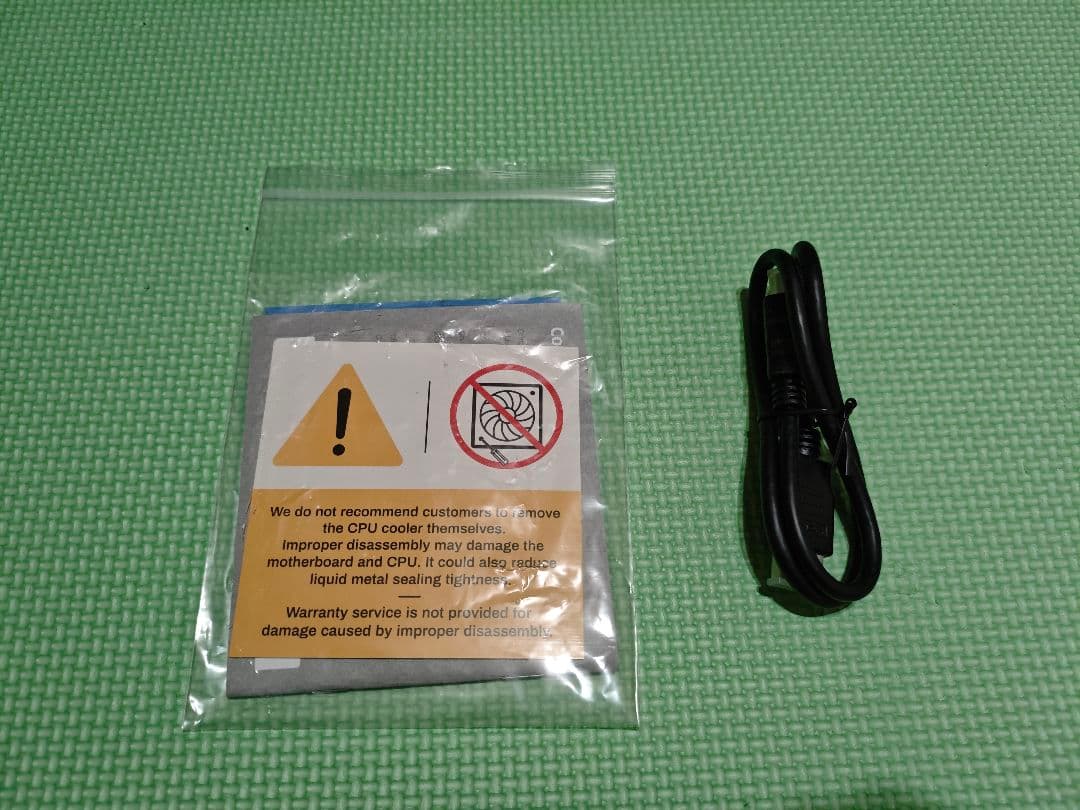 Co
We do not recommend customers to remove
the CPU cooler themselves.
Improper disassembly may damage the
motherboard and CPU. It could also reduce
liquid metal sealing tightness.
Warranty service is not provided for
damage caused by improper disassembly.